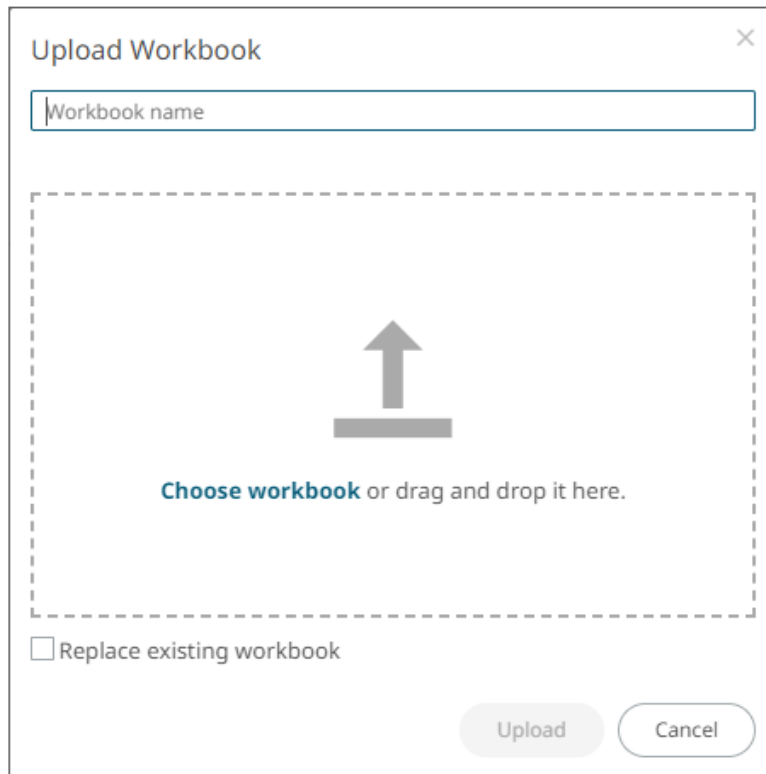 Upload Workbook
Workbook name
Choose workbook or drag and drop it here.
Replace existing workbook
Upload
Cancel